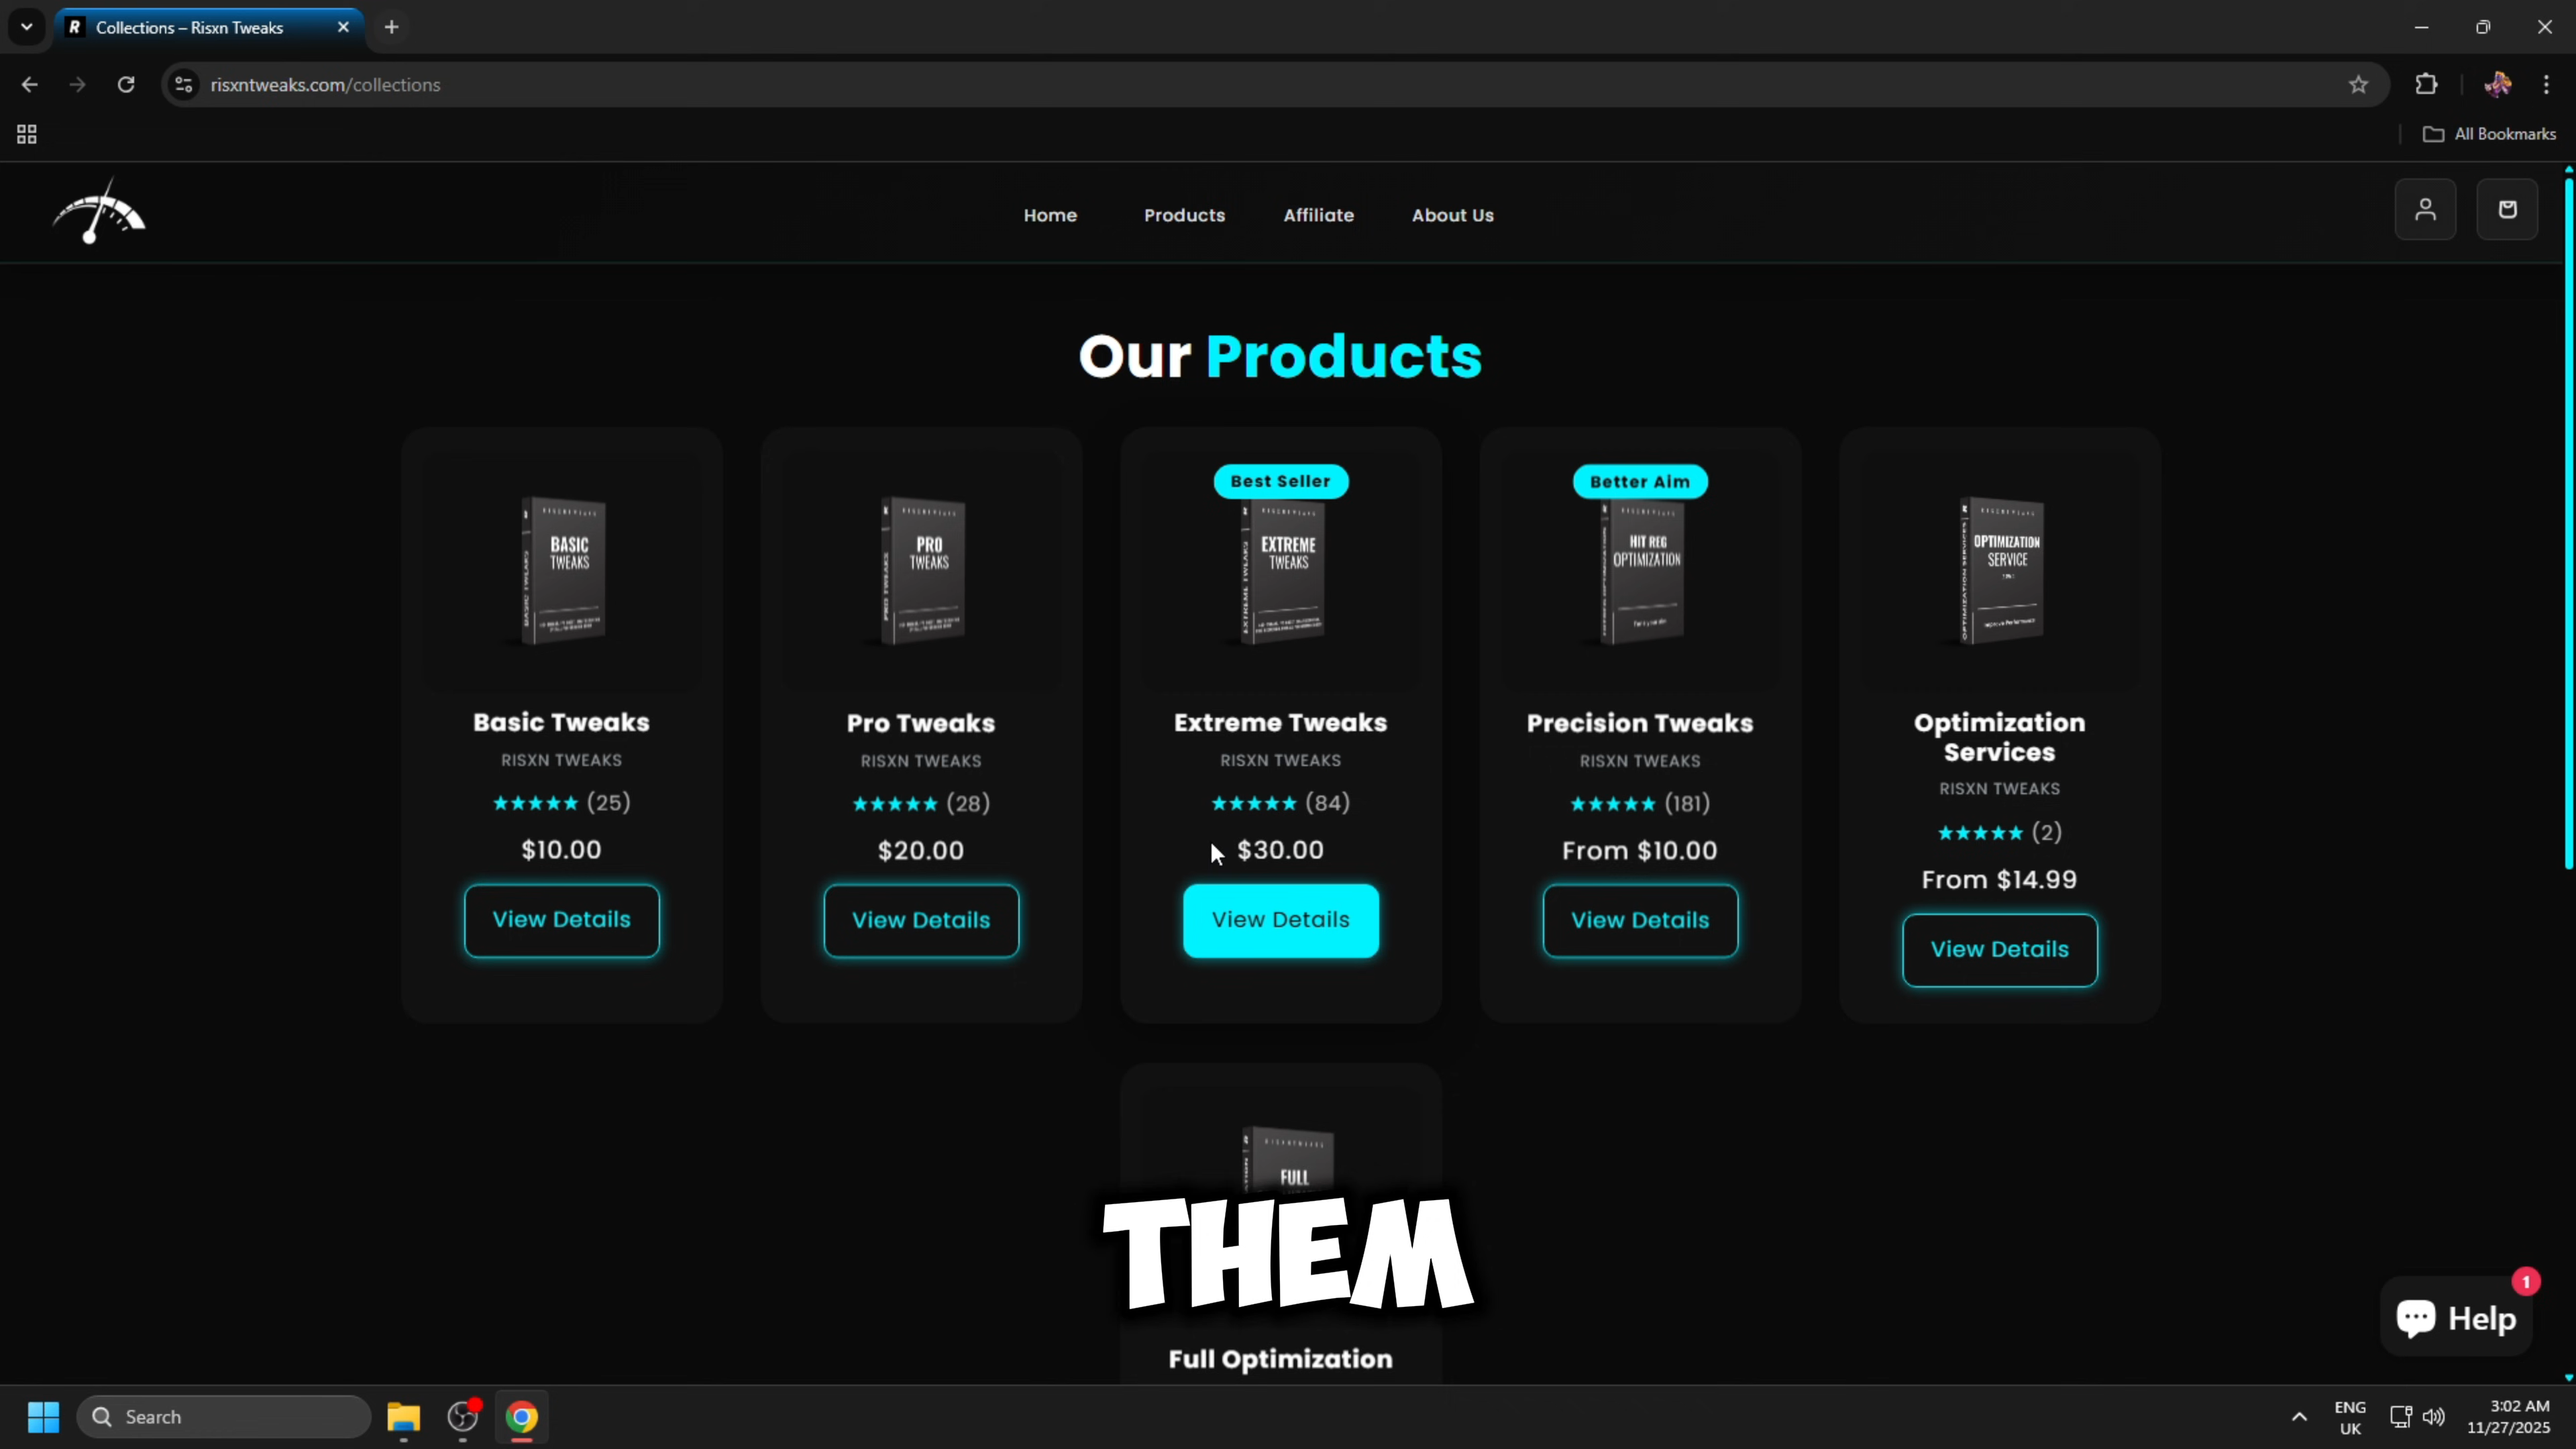 Collections – Risxn Tweaks
risxntweaks.com/collections
All Bookmarks
Home Products Affiliate About Us
Our Products
BASIC
TWEAKS
Basic Tweaks
RISXN TWEAKS
★★★★★ (25)
$10.00
View Details
PRO
TWEAKS
Pro Tweaks
RISXN TWEAKS
★★★★★ (28)
$20.00
View Details
Best Seller
EXTREME
TWEAKS
Extreme Tweaks
RISXN TWEAKS
★★★★★ (84)
$30.00
View Details
Better Aim
HIT REG
OPTIMIZATION
Precision Tweaks
RISXN TWEAKS
★★★★★ (181)
From $10.00
View Details
OPTIMIZATION
SERVICE
Optimization
Services
RISXN TWEAKS
★★★★★ (2)
From $14.99
View Details
FULL
THEM
Full Optimization
1
Help
Search
ENG
UK
3:02 AM
11/27/2025